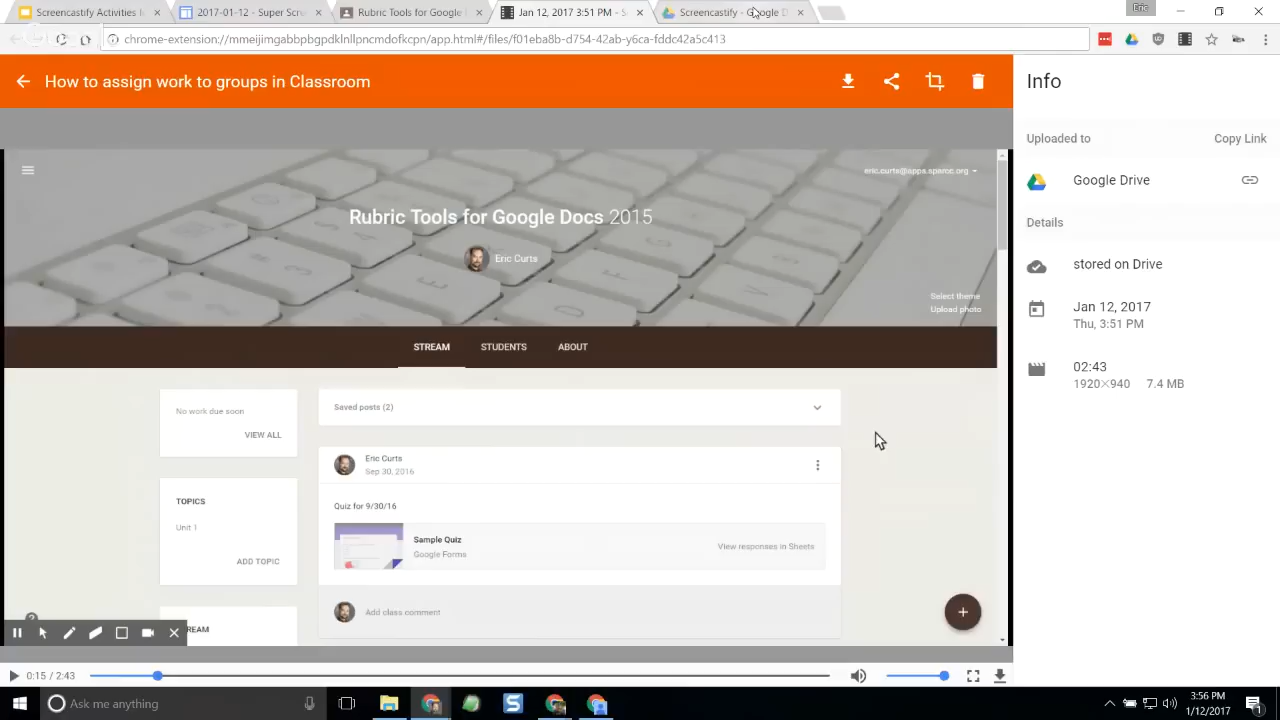 Screencastify Activities i
2017-01-12 - Super Scr
Rubric Tools for Google
Jan 12, 2017 3:51 PM - S
Screencastify - Google D
Eric
chrome-extension://mmeijimgabbpbgpdklnllpncmdofkcpn/app.html#/files/f01eba8b-d754-42ab-y6ca-fddc42a5c413
How to assign work to groups in Classroom
Info
Uploaded to
Copy Link
Google Drive
Details
stored on Drive
Jan 12, 2017
Thu, 3:51 PM
02:43
1920×940 7.4 MB
eric.curts@apps.sparcc.org
Rubric Tools for Google Docs 2015
Eric Curts
Select theme
Upload photo
STREAM
STUDENTS
ABOUT
No work due soon
VIEW ALL
TOPICS
Unit 1
ADD TOPIC
REAM
Saved posts (2)
Eric Curts
Sep 30, 2016
Quiz for 9/30/16
Sample Quiz
Google Forms
View responses in Sheets
Add class comment
0:15 / 2:43
Ask me anything
3:56 PM
1/12/2017